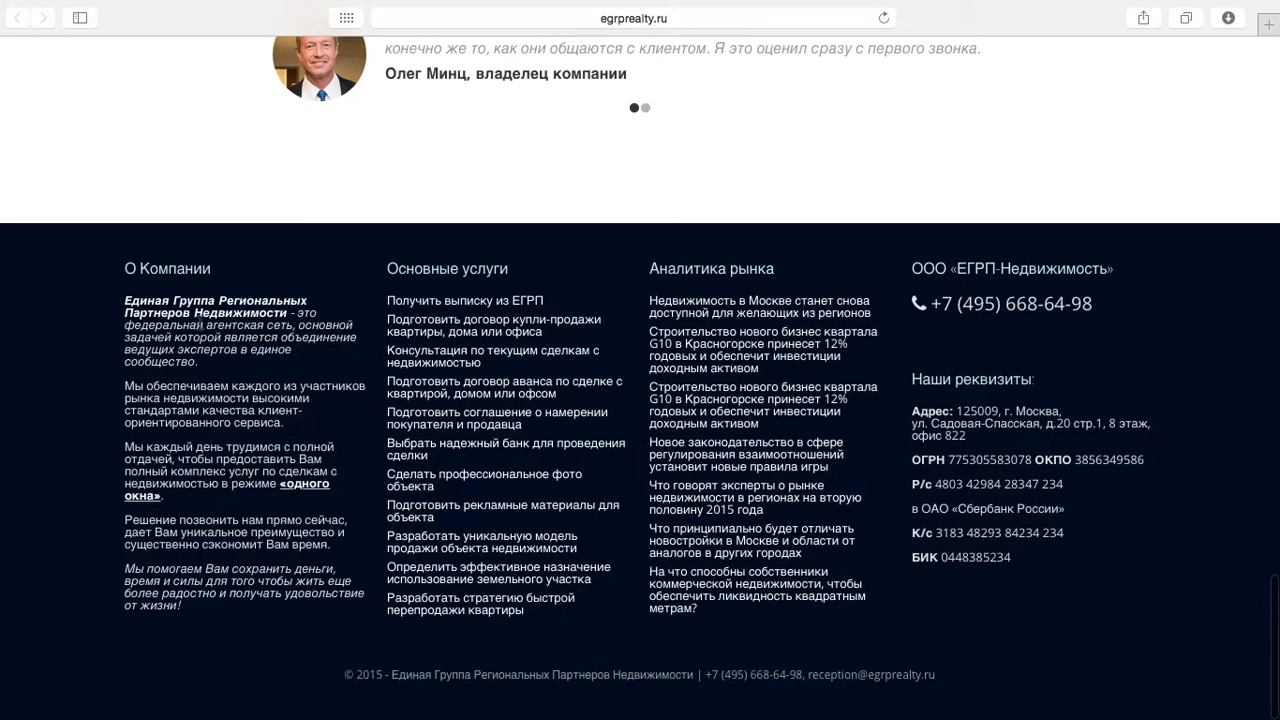 egrprealty.ru
конечно же то, как они общаются с клиентом. Я это оценил сразу с первого звонка.
Олег Минц, владелец компании
О Компании
Единая Группа Региональных
Партнеров Недвижимости - это
федеральная агентская сеть, основной
задачей которой является объединение
ведущих экспертов в единое
сообщество.
Мы обеспечиваем каждого из участников
рынка недвижимости высокими
стандартами качества клиент-
ориентированного сервиса.
Мы каждый день трудимся с полной
отдачей, чтобы предоставить Вам
полный комплекс услуг по сделкам с
недвижимостью в режиме «одного
окна».
Решение позвонить нам прямо сейчас,
дает Вам уникальное преимущество и
существенно сэкономит Вам время.
Мы помогаем Вам сохранить деньги,
время и силы для того чтобы жить еще
более радостно и получать удовольствие
от жизни!
Основные услуги
Получить выписку из ЕГРП
Подготовить договор купли-продажи
квартиры, дома или офиса
Консультация по текущим сделкам с
недвижимостью
Подготовить договор аванса по сделке с
квартирой, домом или офсом
Подготовить соглашение о намерении
покупателя и продавца
Выбрать надежный банк для проведения
сделки
Сделать профессиональное фото
объекта
Подготовить рекламные материалы для
объекта
Разработать уникальную модель
продажи объекта недвижимости
Определить эффективное назначение
использование земельного участка
Разработать стратегию быстрой
перепродажи квартиры
Аналитика рынка
Недвижимость в Москве станет снова
доступной для желающих из регионов
Строительство нового бизнес квартала
G10 в Красногорске принесет 12%
годовых и обеспечит инвестиции
доходным активом
Строительство нового бизнес квартала
G10 в Красногорске принесет 12%
годовых и обеспечит инвестиции
доходным активом
Новое законодательство в сфере
регулирования взаимоотношений
установит новые правила игры
Что говорят эксперты о рынке
недвижимости в регионах на вторую
половину 2015 года
Что принципиально будет отличать
новостройки в Москве и области от
аналогов в других городах
На что способны собственники
коммерческой недвижимости, чтобы
обеспечить ликвидность квадратным
метрам?
ООО «ЕГРП-Недвижимость»
+7 (495) 668-64-98
Наши реквизиты:
Адрес: 125009, г. Москва,
ул. Садовая-Спасская, д.20 стр.1, 8 этаж,
офис 822
ОГРН 775305583078 ОКПО 3856349586
Р/с 4803 42984 28347 234
в ОАО «Сбербанк России»
К/с 3183 48293 84234 234
БИК 0448385234
© 2015 - Единая Группа Региональных Партнеров Недвижимости | +7 (495) 668-64-98, reception@egrprealty.ru